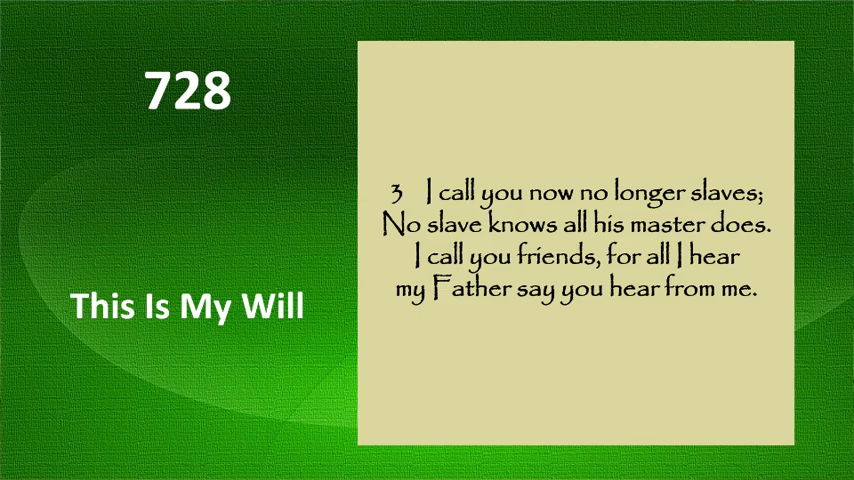 728
This Is My Will
3 I call you now no longer slaves;
No slave knows all his master does.
I call you friends, for all I hear
my Father say you hear from me.